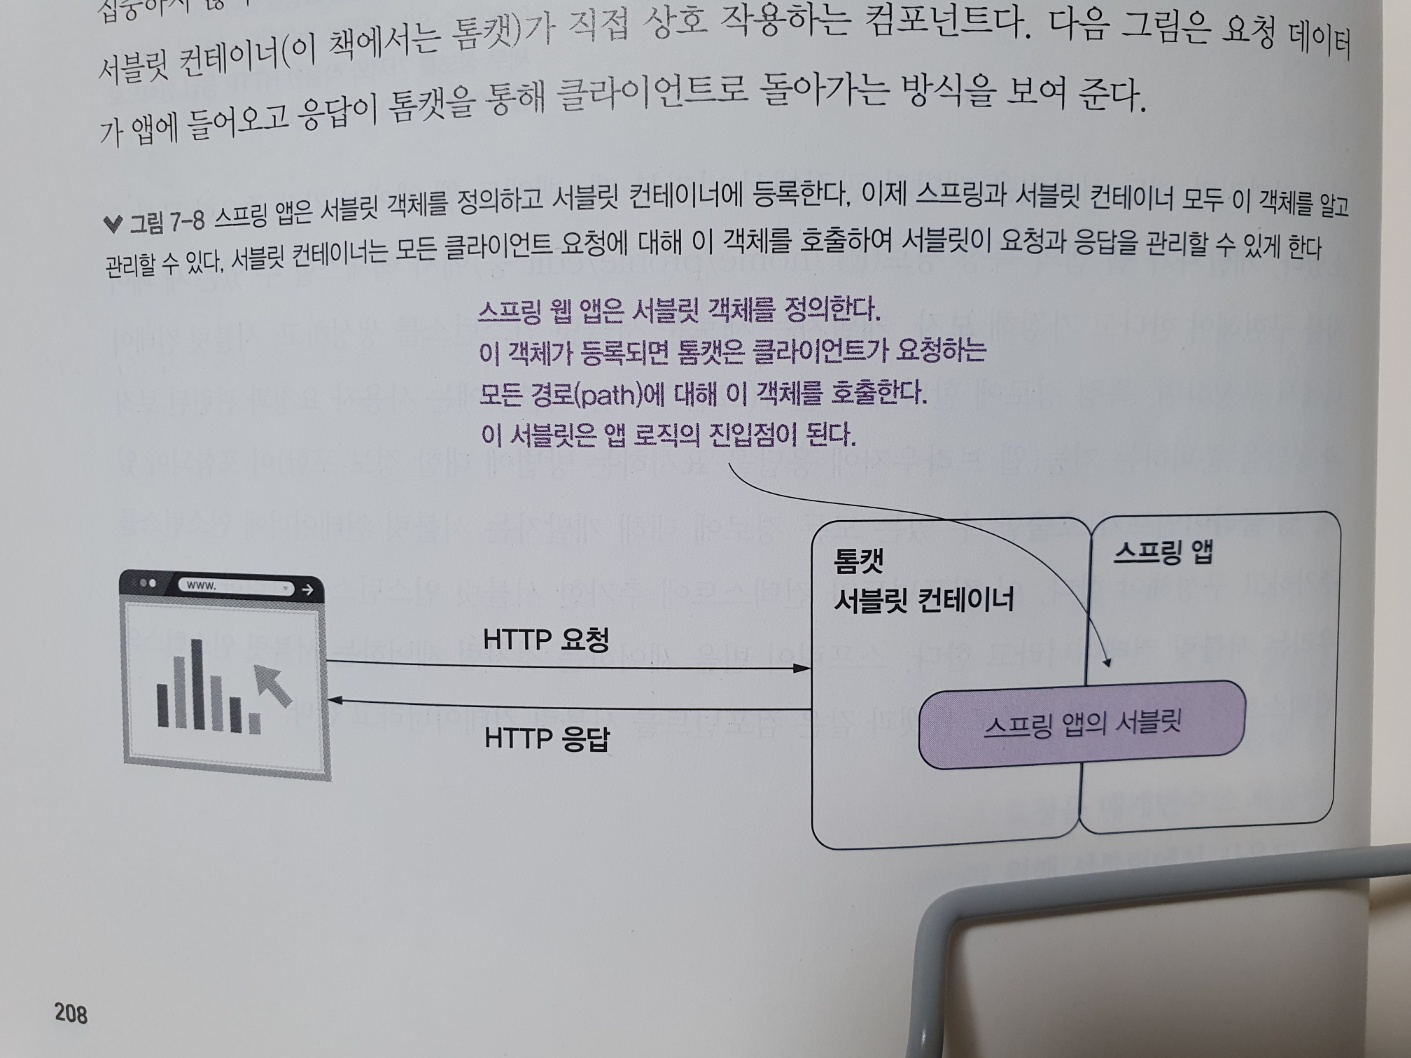 서블릿 컨테이너(이 책에서는 톰캣)가 직접 상호 작용하는 컴포넌트다. 다음 그림은 요청 데이터
가 앱에 들어오고 응답이 톰캣을 통해 클라이언트로 돌아가는 방식을 보여 준다.
그림 7-8 스프링 앱은 서블릿 객체를 정의하고 서블릿 컨테이너에 등록한다. 이제 스프링과 서블릿 컨테이너 모두 이 객체를 알고
관리할 수 있다. 서블릿 컨테이너는 모든 클라이언트 요청에 대해 이 객체를 호출하여 서블릿이 요청과 응답을 관리할 수 있게 한다
스프링 웹 앱은 서블릿 객체를 정의한다.
이 객체가 등록되면 톰캣은 클라이언트가 요청하는
모든 경로(path)에 대해 이 객체를 호출한다.
이 서블릿은 앱 로직의 진입점이 된다.
톰캣
서블릿 컨테이너
스프링 앱
www.
HTTP 요청
HTTP 응답
스프링 앱의 서블릿
208